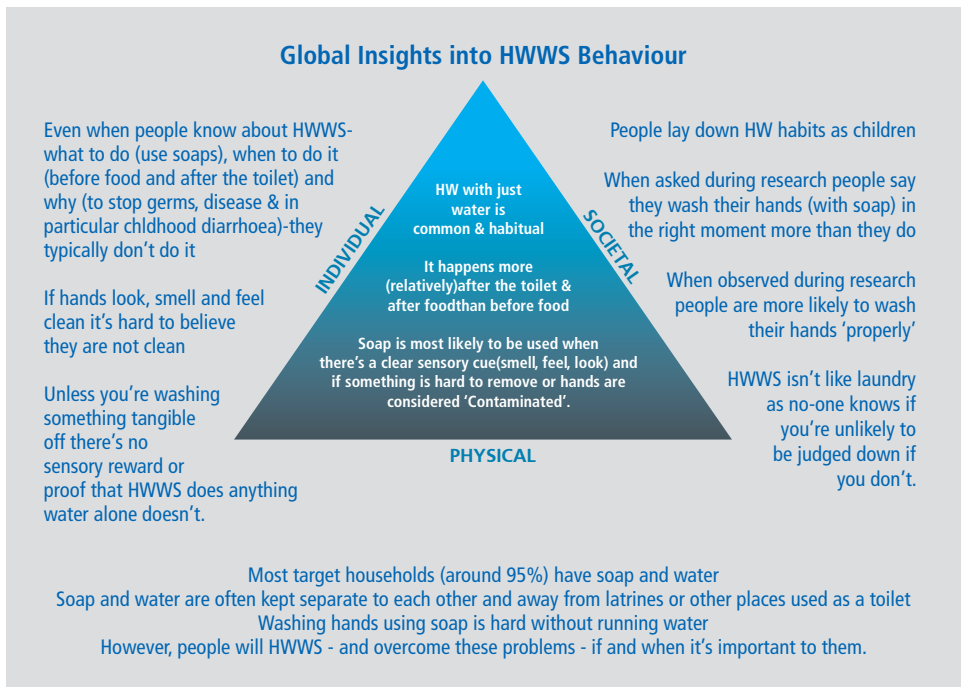 Global Insights into HWWS Behaviour
Even when people know about HWWS-
what to do (use soaps), when to do it
(before food and after the toilet) and
why (to stop germs, disease & in
particular chldhood diarrhoea)-they
typically don't do it
If hands look, smell and feel
clean it's hard to believe
they are not clean
Unless you're washing
something tangible
off there's no
sensory reward or
proof that HWWS does anything
water alone doesn't.
INDIVIDUAL
HW with just
water is
common & habitual
It happens more
(relatively)after the toilet &
after foodthan before food
Soap is most likely to be used when
there's a clear sensory cue(smell, feel, look) and
if something is hard to remove or hands are
considered 'Contaminated'.
SOCIETAL
PHYSICAL
People lay down HW habits as children
When asked during research people say
they wash their hands (with soap) in
the right moment more than they do
When observed during research
people are more likely to wash
their hands 'properly'
HWWS isn't like laundry
as no-one knows if
you're unlikely to
be judged down if
you don't.
Most target households (around 95%) have soap and water
Soap and water are often kept separate to each other and away from latrines or other places used as a toilet
Washing hands using soap is hard without running water
However, people will HWWS - and overcome these problems - if and when it's important to them.